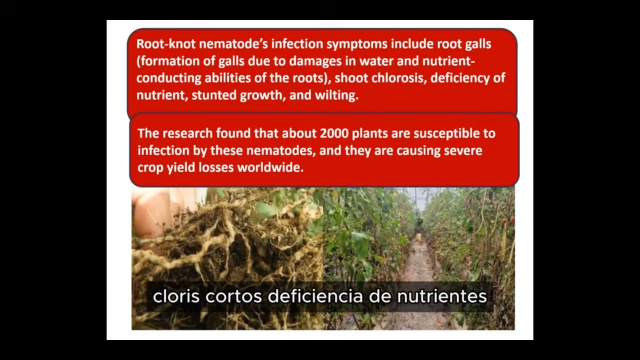 Root-knot nematode's infection symptoms include root galls
(formation of galls due to damages in water and nutrient-
conducting abilities of the roots), shoot chlorosis, deficiency of
nutrient, stunted growth, and wilting.
The research found that about 2000 plants are susceptible to
infection by these nematodes, and they are causing severe
crop yield losses worldwide.
cloris cortos deficiencia de nutrientes